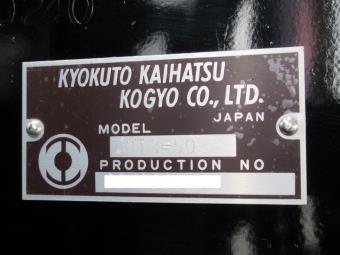 KYOKUTO KAIHATSU
KOGYO CO., LTD.
JAPAN
MODEL
PRODUCTION NO